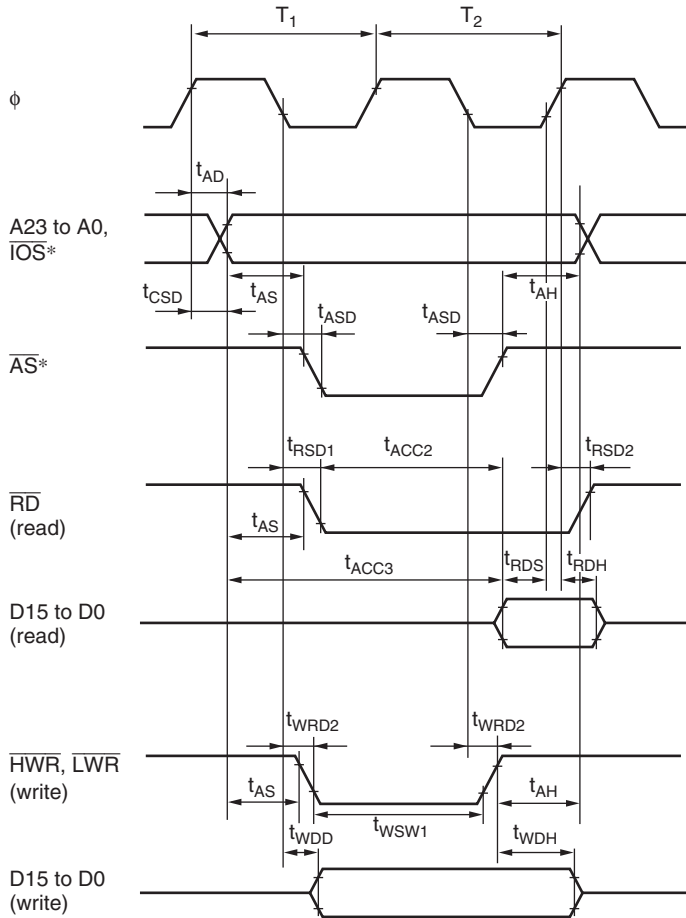 T1 T2
ϕ
tAD
A23 to A0,
IOS*
tAS tAH
tCSD tASD tASD
AS*
tRSD1 tACC2 tRSD2
RD
(read)
tAS
tACC3 tRDS tRDH
D15 to D0
(read)
tWRD2 tWRD2
HWR, LWR
(write)
tAS tAH
tWSW1
tWDD tWDH
D15 to D0
(write)